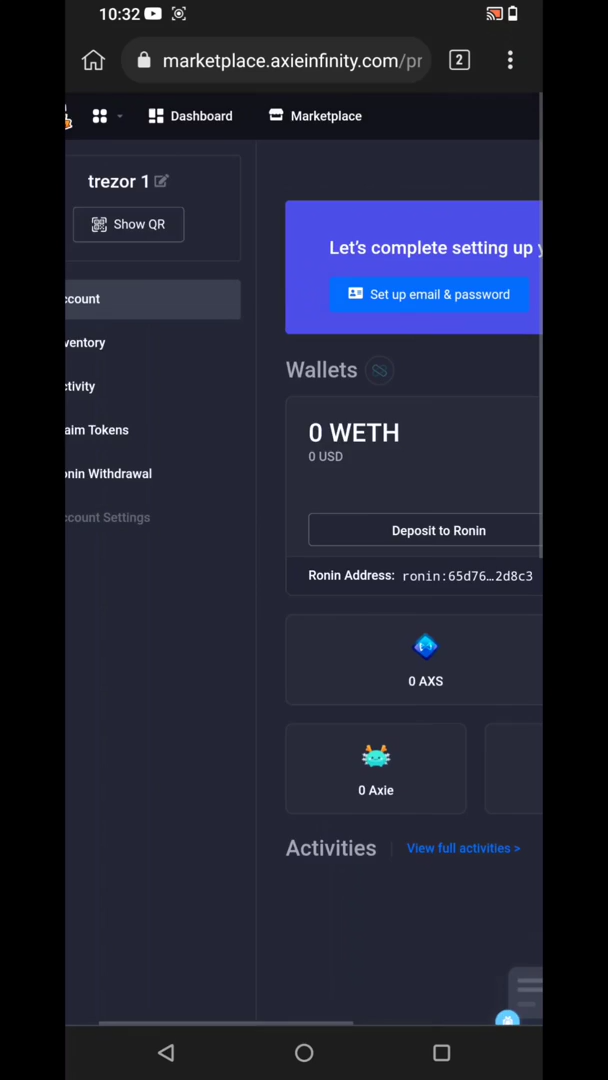 10:32
marketplace.axieinfinity.com/pr
2
Dashboard
Marketplace
trezor 1
Show QR
ccount
ventory
ctivity
aim Tokens
onin Withdrawal
ccount Settings
Let's complete setting up y
Set up email & password
Wallets
0 WETH
0 USD
Deposit to Ronin
Ronin Address: ronin:65d76…2d8c3
0 AXS
0 Axie
Activities
View full activities >